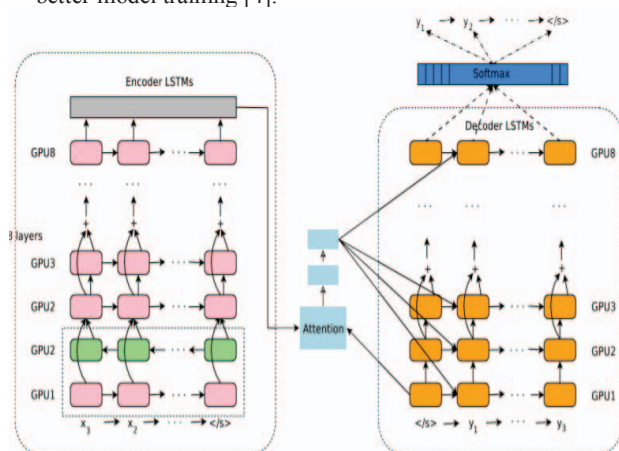 better model training [4].
y1 y2 ... </s>
Softmax
Encoder LSTMs
Decoder LSTMs
GPU8
GPU8
...
...
+ + +
+ + +
8 layers
GPU3
GPU3
GPU2
GPU2
GPU2
Attention
GPU1
GPU1
x3 → x2 → ... → </s>
</s> → y1 → ... → y3